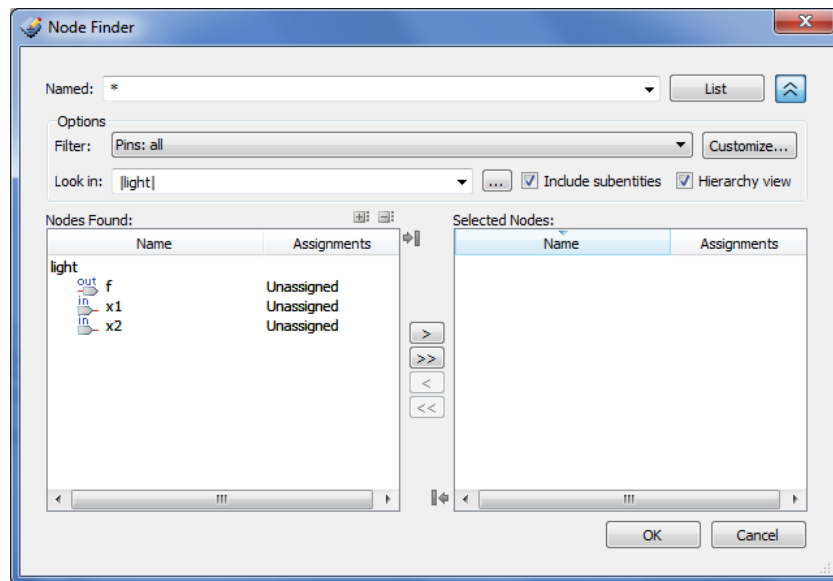 Node Finder
Named: * List
Options
Filter: Pins: all Customize...
Look in: |light| ... Include subentities Hierarchy view
Nodes Found: Selected Nodes:
Name Assignments Name Assignments
light
out f Unassigned
in x1 Unassigned
in x2 Unassigned
>
>>
<
<<
OK Cancel